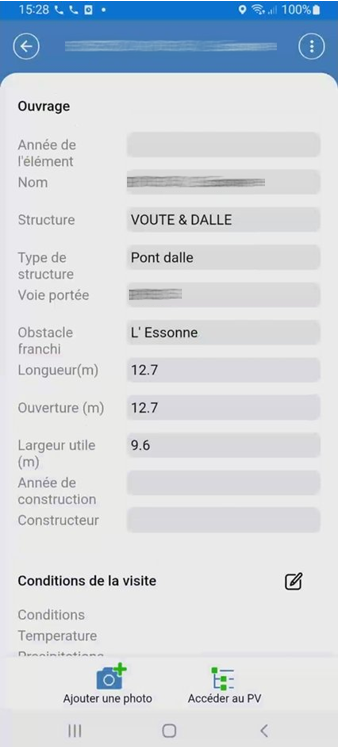 15:28 100%
Ouvrage
Année de
l'élément
Nom
Structure VOUTE & DALLE
Type de Pont dalle
structure
Voie portée
Obstacle L' Essonne
franchi
Longueur(m) 12.7
Ouverture (m) 12.7
Largeur utile 9.6
(m)
Année de
construction
Constructeur
Conditions de la visite
Conditions
Temperature
Precipitations
Ajouter une photo Accéder au PV